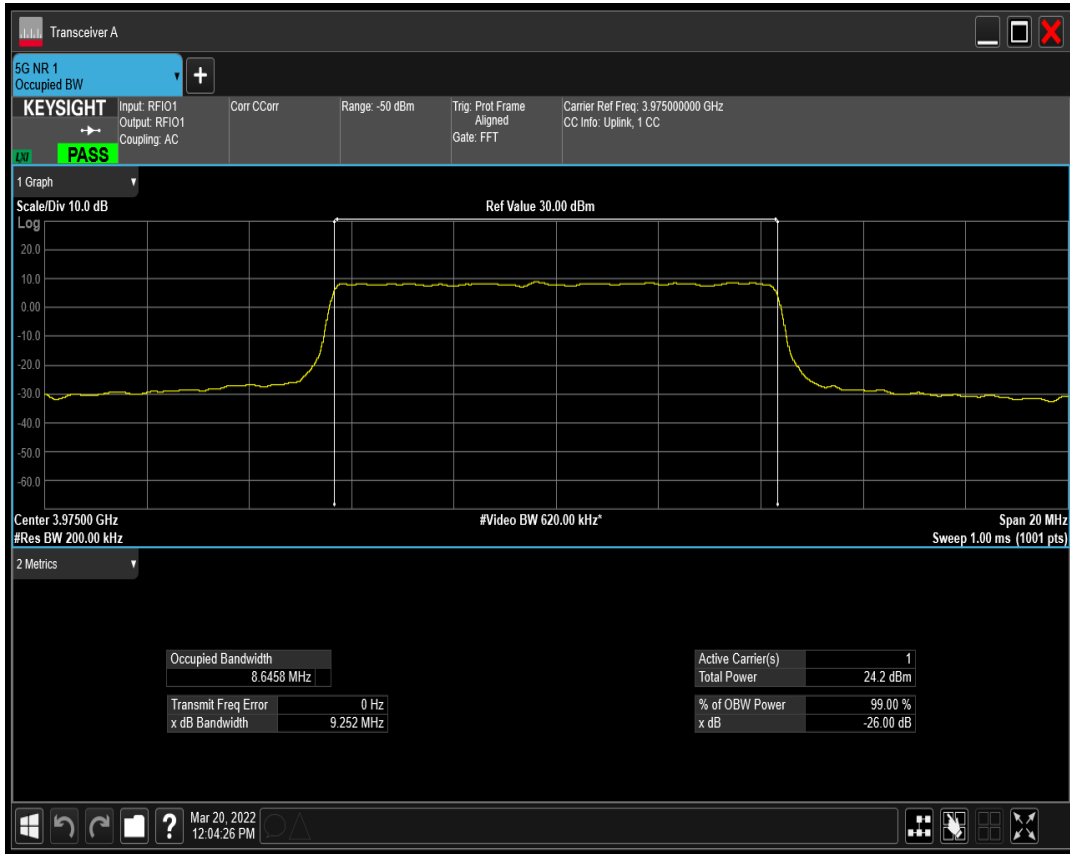 Transceiver A
5G NR 1
Occupied BW
+
KEYSIGHT
LXI
PASS
Input: RFIO1
Output: RFIO1
Coupling: AC
Corr CCorr
Range: -50 dBm
Trig: Prot Frame
Aligned
Gate: FFT
Carrier Ref Freq: 3.975000000 GHz
CC Info: Uplink, 1 CC
1 Graph
Scale/Div 10.0 dB
Ref Value 30.00 dBm
Log
20.0
10.0
0.00
-10.0
-20.0
-30.0
-40.0
-50.0
-60.0
Center 3.97500 GHz
#Video BW 620.00 kHz*
Span 20 MHz
#Res BW 200.00 kHz
Sweep 1.00 ms (1001 pts)
2 Metrics
Occupied Bandwidth
8.6458 MHz
Transmit Freq Error 0 Hz
x dB Bandwidth 9.252 MHz
Active Carrier(s) 1
Total Power 24.2 dBm
% of OBW Power 99.00 %
x dB -26.00 dB
?
Mar 20, 2022
12:04:26 PM